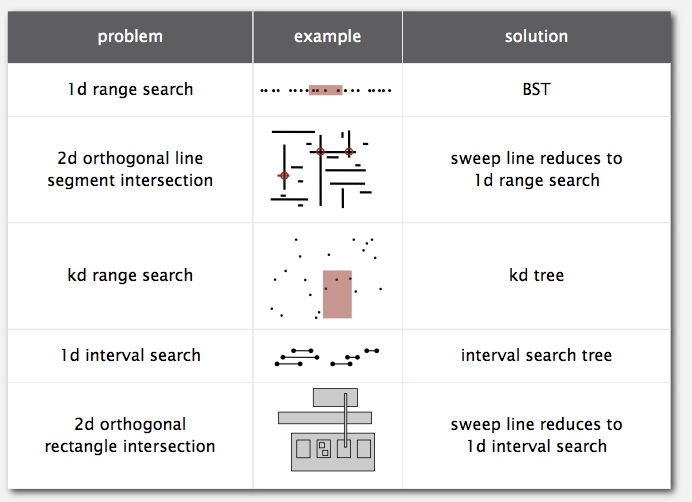 problem
example
solution
1d range search
BST
2d orthogonal line
segment intersection
sweep line reduces to
1d range search
kd range search
kd tree
1d interval search
interval search tree
2d orthogonal
rectangle intersection
sweep line reduces to
1d interval search